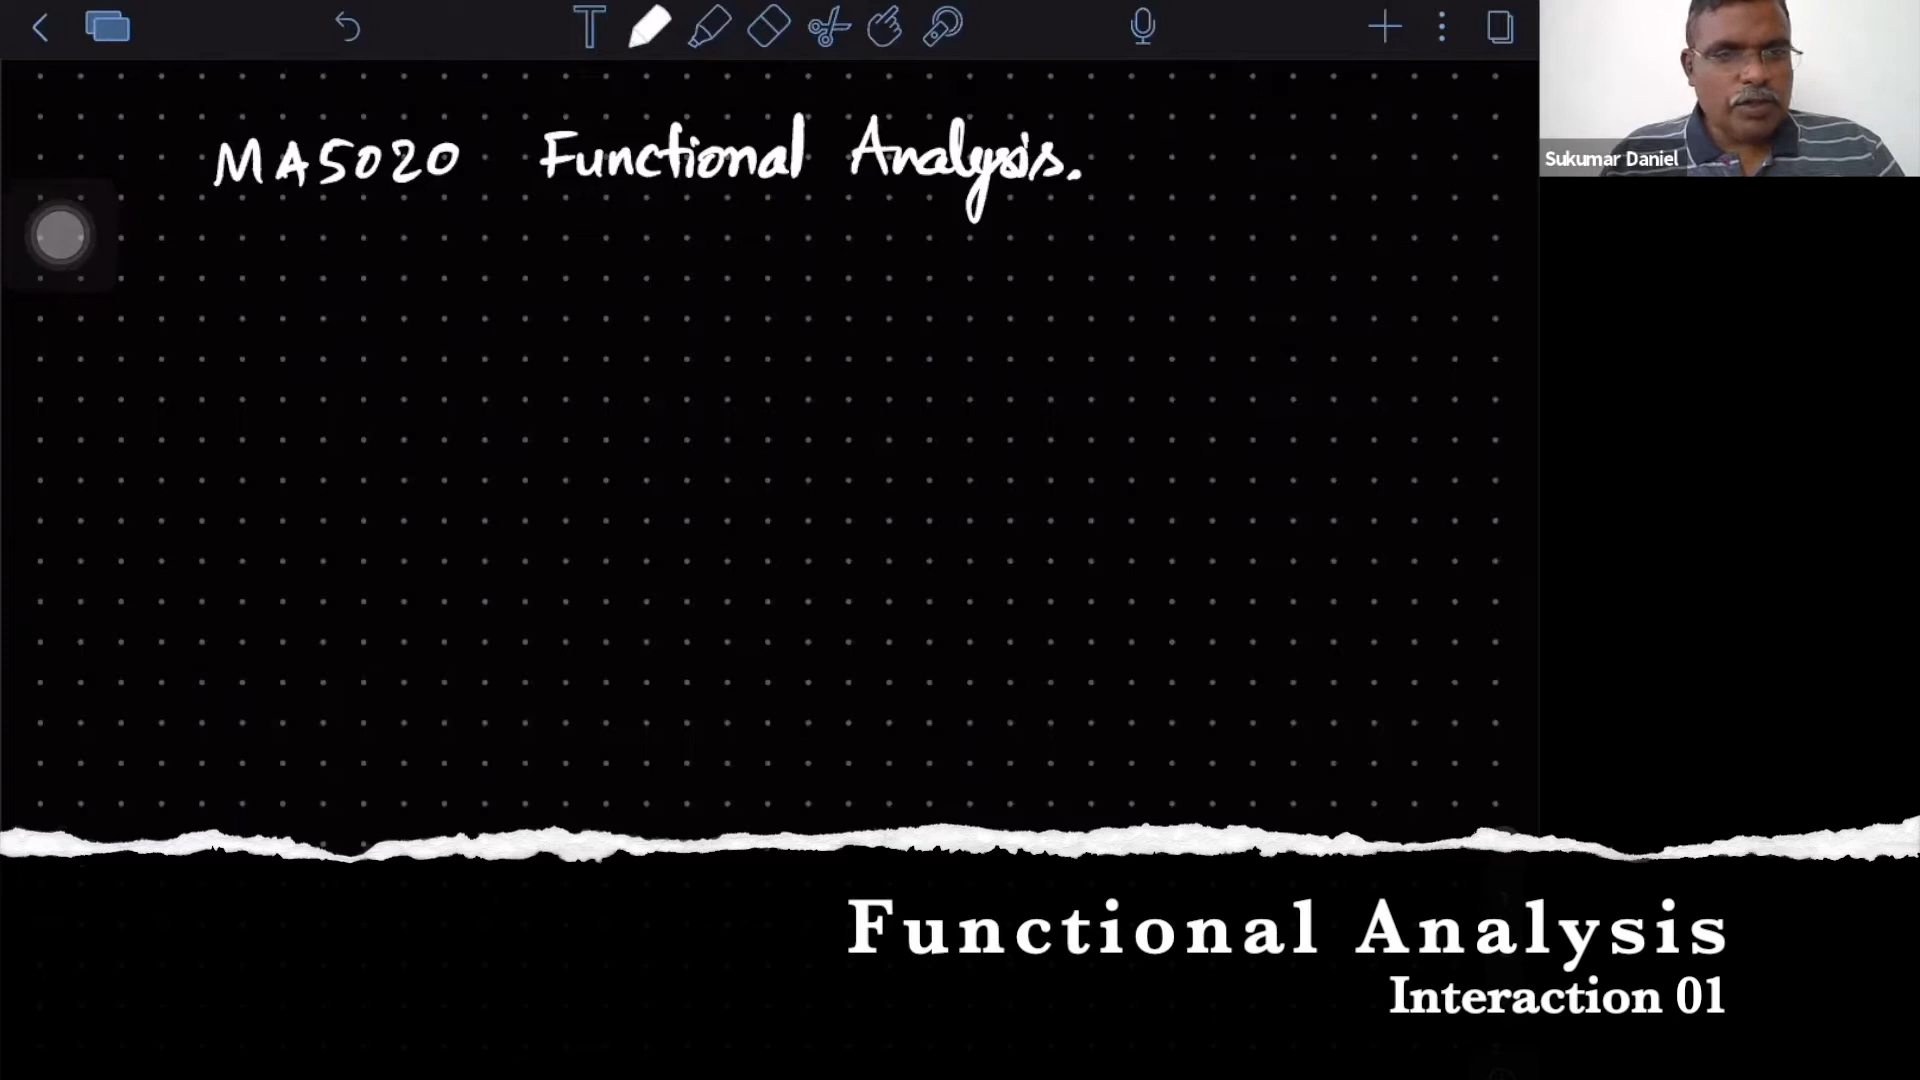 MA5020 Functional Analysis.
Sukumar Daniel
Functional Analysis
Interaction 01